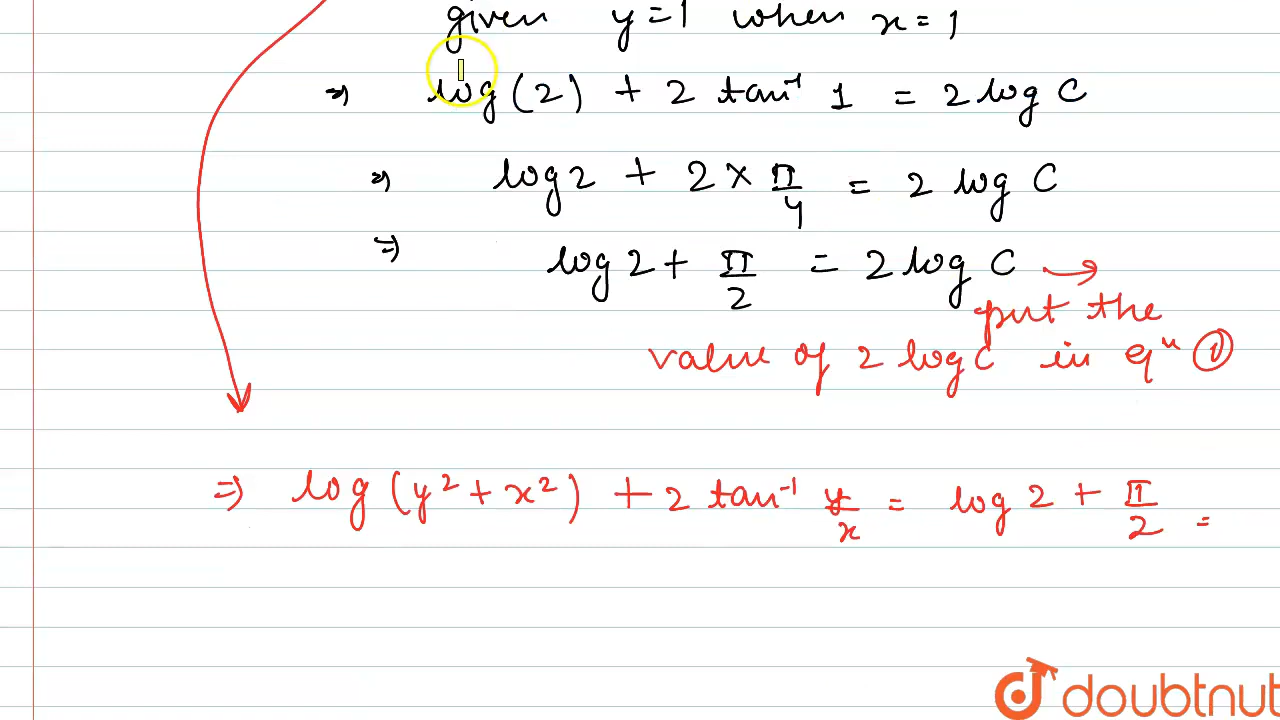 given y=1 when x=1
⇒ log(2) + 2 tan⁻¹ 1 = 2 log C
⇒ log2 + 2 × π/4 = 2 log C
⇒ log 2 + π/2 = 2 log C →
put the
value of 2 log C in eqⁿ ①
⇒ log (y² + x²) + 2 tan⁻¹ y/x = log 2 + π/2 =
doubtnut